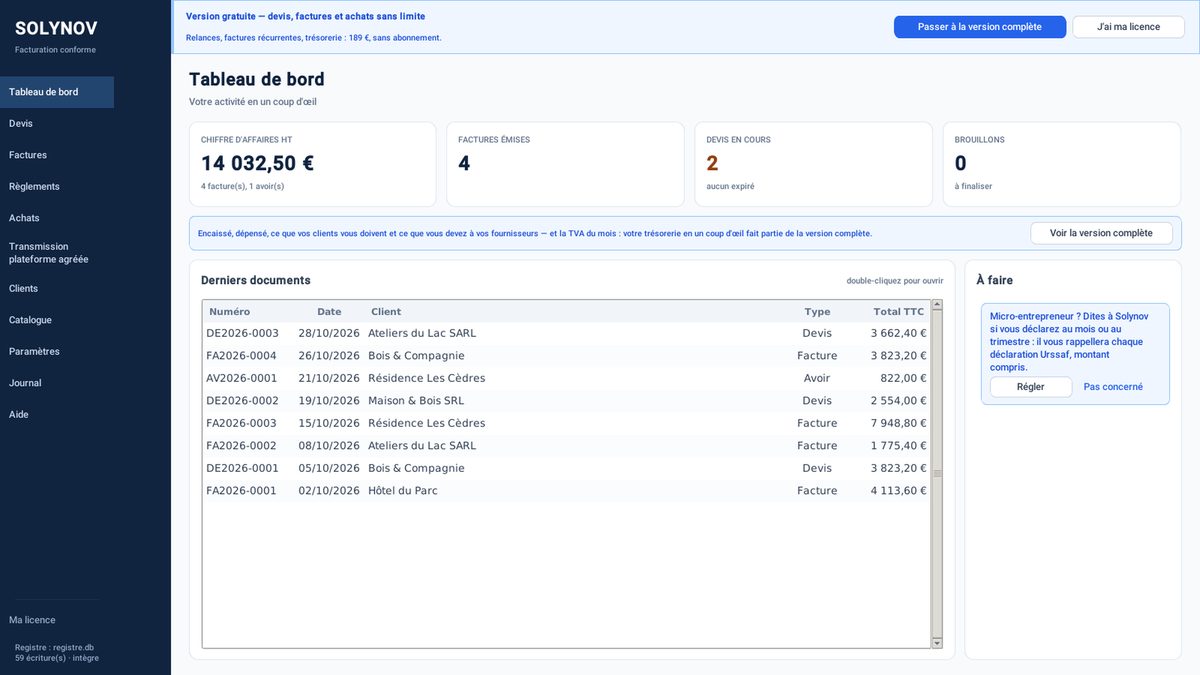 SOLYNOV
Facturation conforme
Tableau de bord
Devis
Factures
Règlements
Achats
Transmission
plateforme agréée
Clients
Catalogue
Paramètres
Journal
Aide
Ma licence
Registre : registre.db
59 écriture(s) · intègre
Version gratuite — devis, factures et achats sans limite
Relances, factures récurrentes, trésorerie : 189 €, sans abonnement.
Passer à la version complète
J'ai ma licence
Tableau de bord
Votre activité en un coup d'œil
CHIFFRE D'AFFAIRES HT
14 032,50 €
4 facture(s), 1 avoir(s)
FACTURES ÉMISES
4
DEVIS EN COURS
2
aucun expiré
BROUILLONS
0
à finaliser
Encaissé, dépensé, ce que vos clients vous doivent et ce que vous devez à vos fournisseurs — et la TVA du mois : votre trésorerie en un coup d'œil fait partie de la version complète.
Voir la version complète
Derniers documents
double-cliquez pour ouvrir
Numéro Date Client Type Total TTC
DE2026-0003 28/10/2026 Ateliers du Lac SARL Devis 3 662,40 €
FA2026-0004 26/10/2026 Bois & Compagnie Facture 3 823,20 €
AV2026-0001 21/10/2026 Résidence Les Cèdres Avoir 822,00 €
DE2026-0002 19/10/2026 Maison & Bois SRL Devis 2 554,00 €
FA2026-0003 15/10/2026 Résidence Les Cèdres Facture 7 948,80 €
FA2026-0002 08/10/2026 Ateliers du Lac SARL Facture 1 775,40 €
DE2026-0001 05/10/2026 Bois & Compagnie Devis 3 823,20 €
FA2026-0001 02/10/2026 Hôtel du Parc Facture 4 113,60 €
À faire
Micro-entrepreneur ? Dites à Solynov
si vous déclarez au mois ou au
trimestre : il vous rappellera chaque
déclaration Urssaf, montant
compris.
Régler
Pas concerné